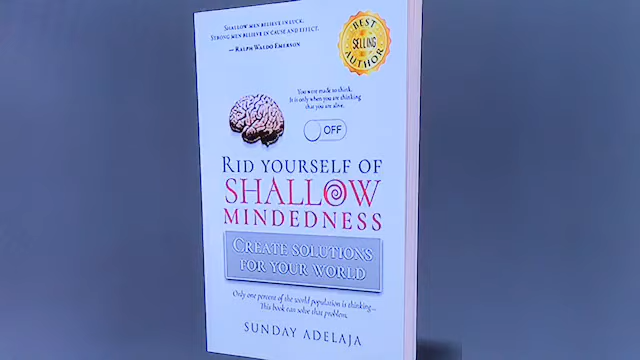 SHALLOW MEN BELIEVE IN LUCK.
STRONG MEN BELIEVE IN CAUSE AND EFFECT.
— RALPH WALDO EMERSON
BEST
SELLING
AUTHOR
You were made to think.
It is only when you are thinking
that you are alive.
OFF
RID YOURSELF OF
SHALLOW
MINDEDNESS
CREATE SOLUTIONS
FOR YOUR WORLD
Only one percent of the world population is thinking—
This book can solve that problem.
SUNDAY ADELAJA